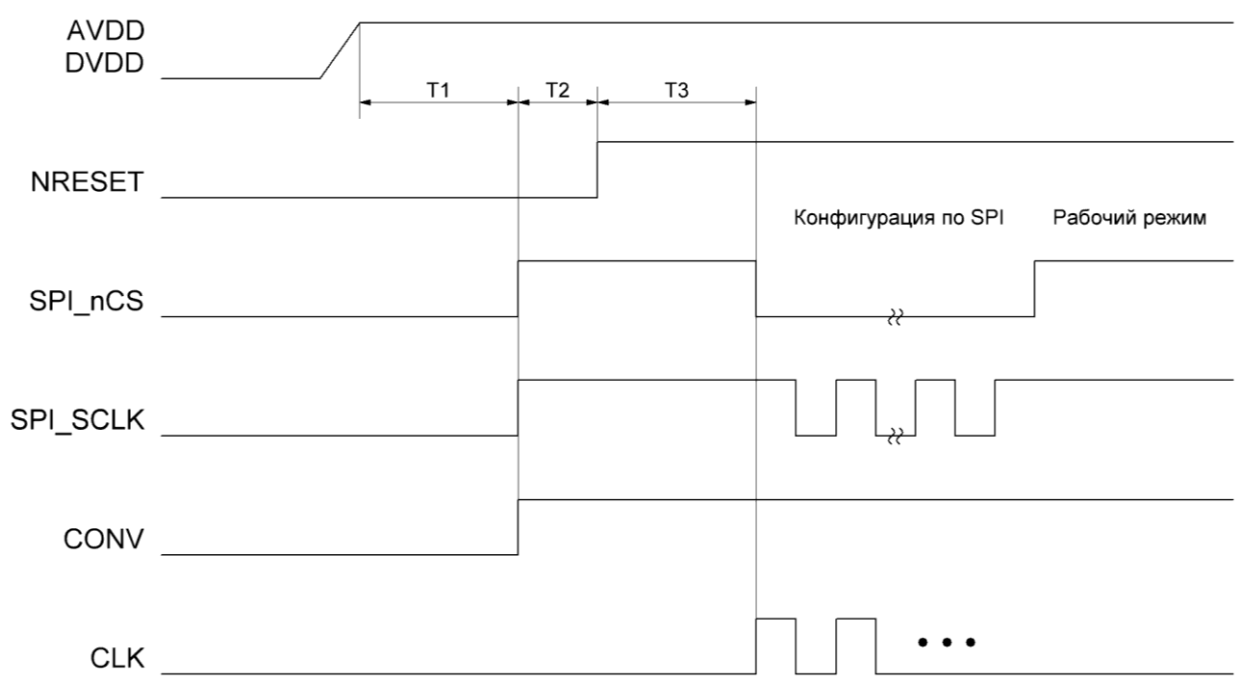 AVDD
DVDD
T1 T2 T3
NRESET
Конфигурация по SPI Рабочий режим
SPI_nCS
SPI_SCLK
CONV
CLK